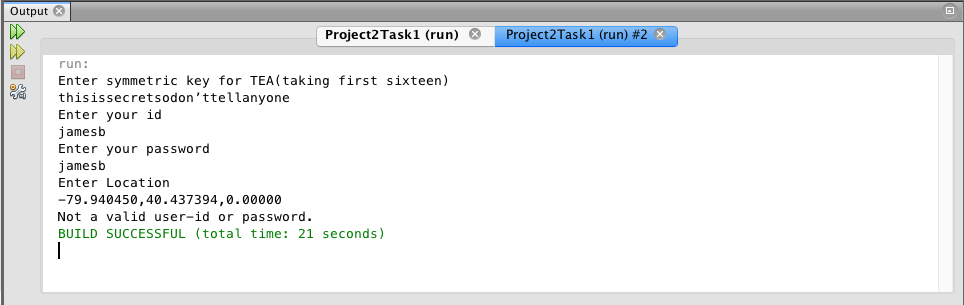 Output
Project2Task1 (run) Project2Task1 (run) #2
run:
Enter symmetric key for TEA(taking first sixteen)
thisissecretsodon’ttellanyone
Enter your id
jamesb
Enter your password
jamesb
Enter Location
-79.940450,40.437394,0.00000
Not a valid user-id or password.
BUILD SUCCESSFUL (total time: 21 seconds)